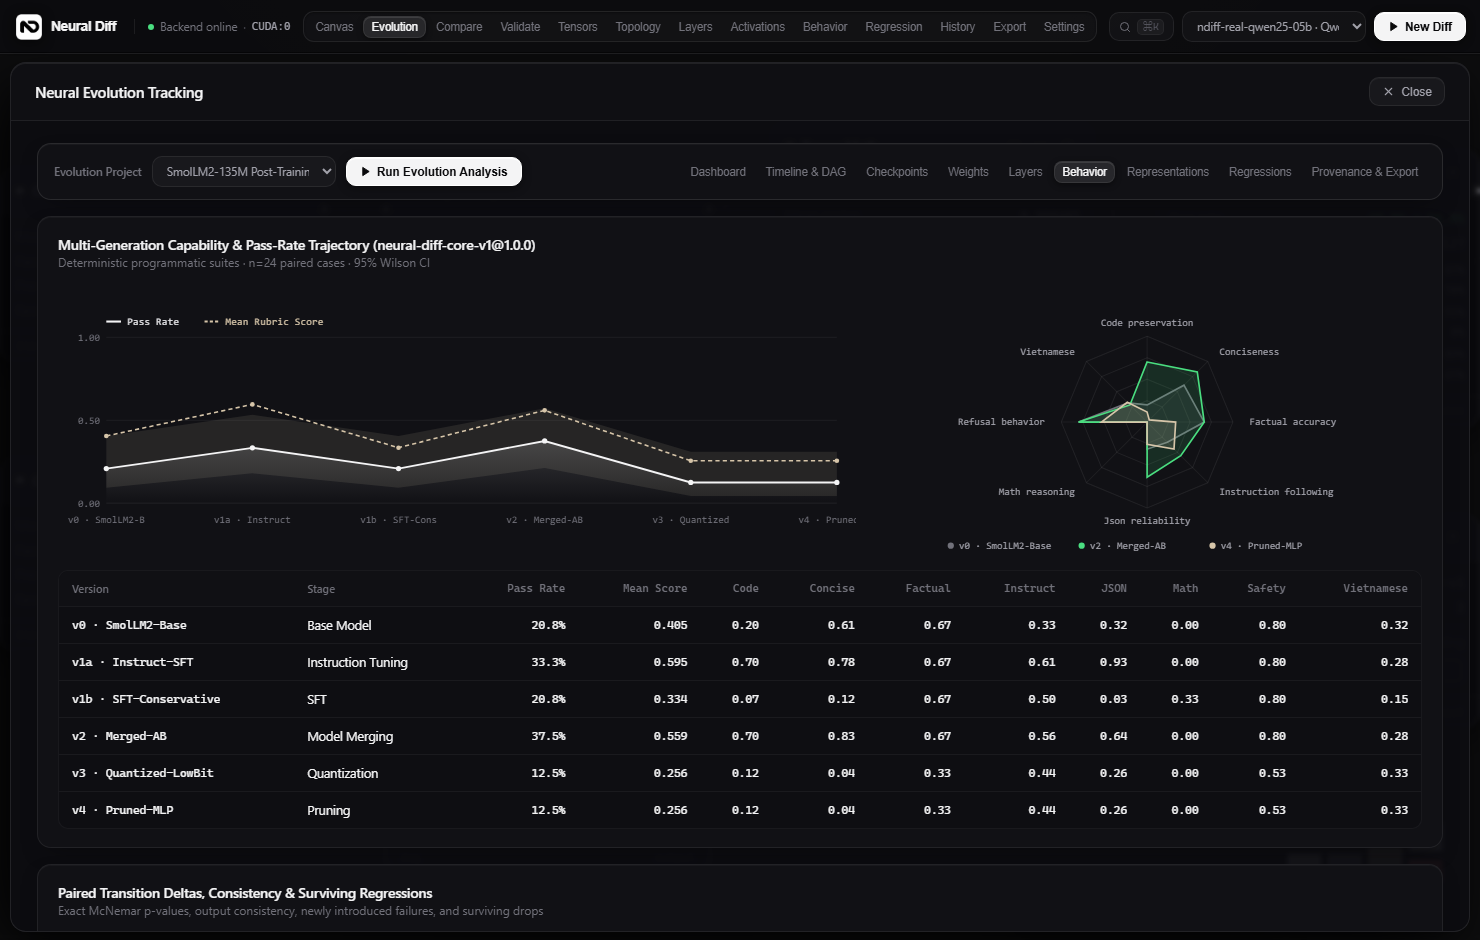 Neural Diff
Backend online · CUDA:0
Canvas Evolution Compare Validate Tensors Topology Layers Activations Behavior Regression History Export Settings
⌘K
ndiff-real-qwen25-05b · Qw
New Diff
Neural Evolution Tracking
× Close
Evolution Project
SmolLM2-135M Post-Trainin
Run Evolution Analysis
Dashboard Timeline & DAG Checkpoints Weights Layers Behavior Representations Regressions Provenance & Export
Multi-Generation Capability & Pass-Rate Trajectory (neural-diff-core-v1@1.0.0)
Deterministic programmatic suites · n=24 paired cases · 95% Wilson CI
Pass Rate Mean Rubric Score
1.00
0.50
0.00
v0 · SmolLM2-B v1a · Instruct v1b · SFT-Cons v2 · Merged-AB v3 · Quantized v4 · Prunec
Code preservation
Vietnamese Conciseness
Refusal behavior Factual accuracy
Math reasoning Instruction following
Json reliability
v0 · SmolLM2-Base v2 · Merged-AB v4 · Pruned-MLP
Version Stage Pass Rate Mean Score Code Concise Factual Instruct JSON Math Safety Vietnamese
v0 · SmolLM2-Base Base Model 20.8% 0.405 0.20 0.61 0.67 0.33 0.32 0.00 0.80 0.32
v1a · Instruct-SFT Instruction Tuning 33.3% 0.595 0.70 0.78 0.67 0.61 0.93 0.00 0.80 0.28
v1b · SFT-Conservative SFT 20.8% 0.334 0.07 0.12 0.67 0.50 0.03 0.33 0.80 0.15
v2 · Merged-AB Model Merging 37.5% 0.559 0.70 0.83 0.67 0.56 0.64 0.00 0.80 0.28
v3 · Quantized-LowBit Quantization 12.5% 0.256 0.12 0.04 0.33 0.44 0.26 0.00 0.53 0.33
v4 · Pruned-MLP Pruning 12.5% 0.256 0.12 0.04 0.33 0.44 0.26 0.00 0.53 0.33
Paired Transition Deltas, Consistency & Surviving Regressions
Exact McNemar p-values, output consistency, newly introduced failures, and surviving drops